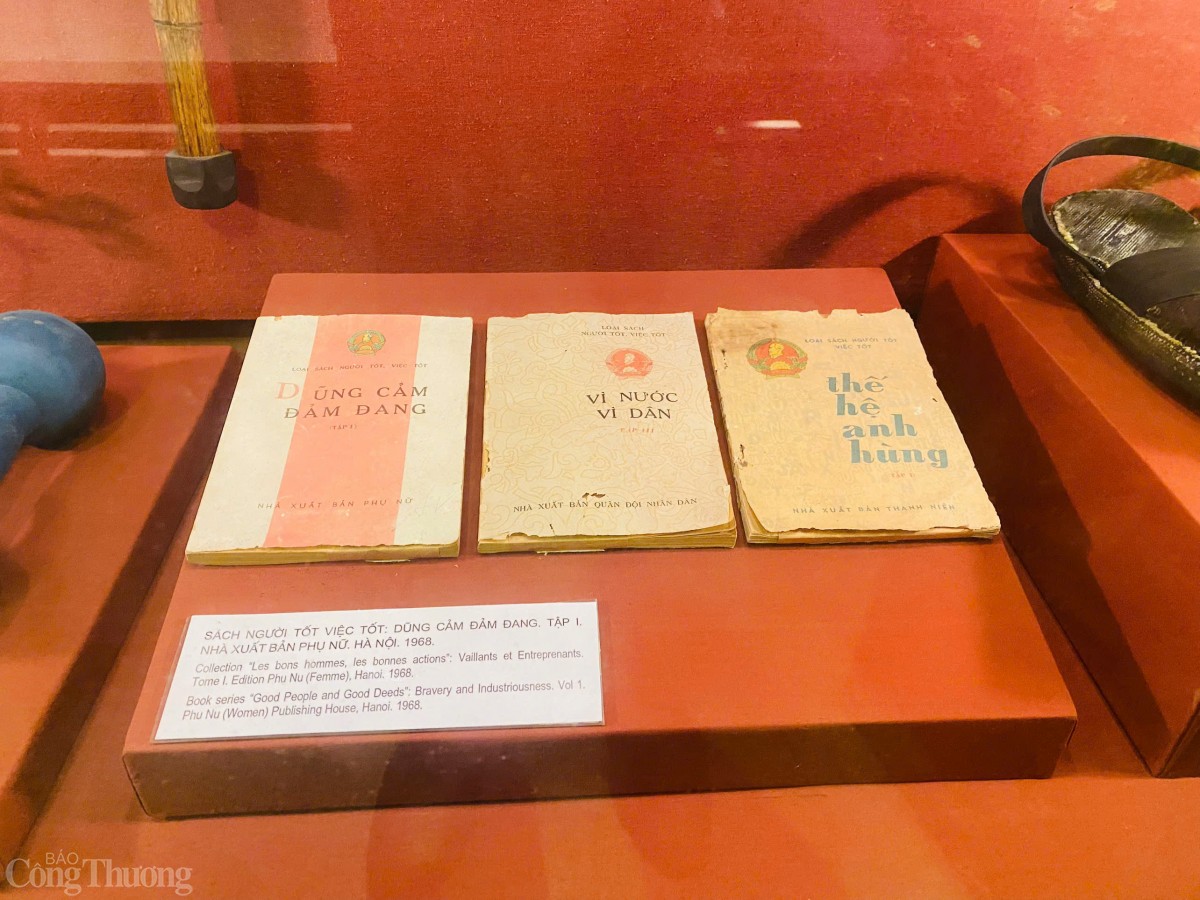 LOẠI SÁCH NGƯỜI TỐT, VIỆC TỐT
DŨNG CẢM
ĐẢM ĐANG
(TẬP I)
NHÀ XUẤT BẢN PHỤ NỮ
LOẠI SÁCH
NGƯỜI TỐT, VIỆC TỐT
VÌ NƯỚC
VÌ DÂN
TẬP III
NHÀ XUẤT BẢN QUÂN ĐỘI NHÂN DÂN
LOẠI SÁCH NGƯỜI TỐT
VIỆC TỐT
thế
hệ
anh
hùng
NHÀ XUẤT BẢN THANH NIÊN
SÁCH NGƯỜI TỐT VIỆC TỐT: DŨNG CẢM ĐẢM ĐANG. TẬP I.
NHÀ XUẤT BẢN PHỤ NỮ. HÀ NỘI. 1968.
Collection "Les bons hommes, les bonnes actions": Vaillants et Entreprenants.
Tome I. Edition Phu Nu (Femme), Hanoi. 1968.
Book series "Good People and Good Deeds": Bravery and Industriousness. Vol 1.
Phu Nu (Women) Publishing House, Hanoi. 1968.
BÁO
Công Thương